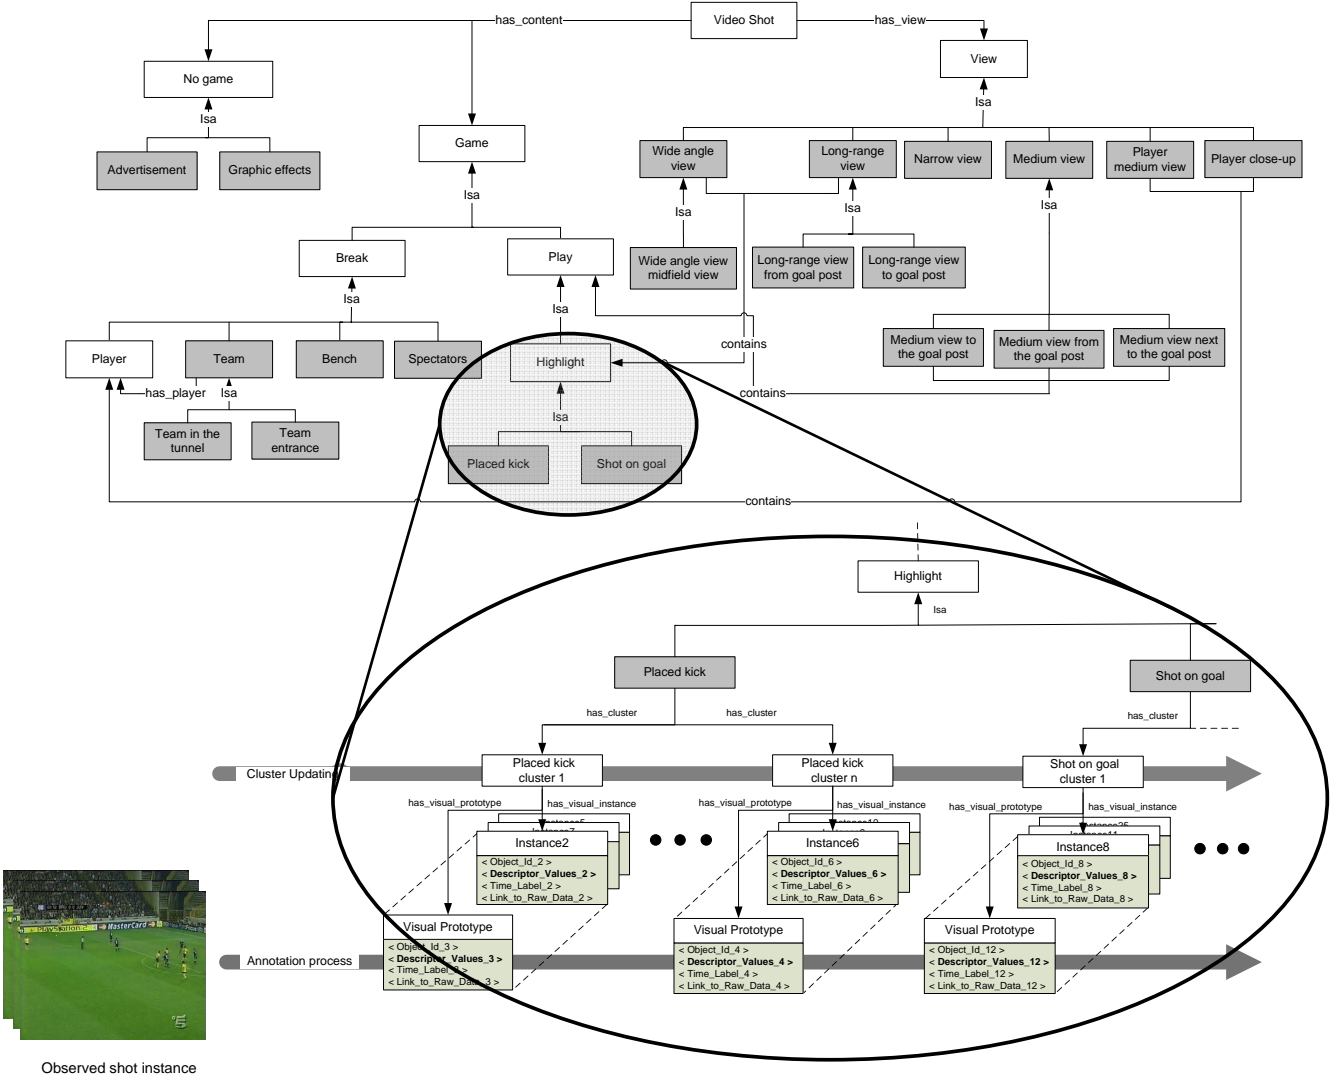 Video Shot
has_content
has_view
No game
View
Isa
Isa
Game
Advertisement
Graphic effects
Wide angle
view
Long-range
view
Narrow view
Medium view
Player
medium view
Player close-up
Isa
Isa
Isa
Isa
Break
Play
Wide angle view
midfield view
Long-range view
from goal post
Long-range view
to goal post
Isa
Isa
contains
Player
Team
Bench
Spectators
Highlight
Medium view to
the goal post
Medium view from
the goal post
Medium view next
to the goal post
has_player
Isa
contains
Isa
Team in the
tunnel
Team
entrance
Placed kick
Shot on goal
contains
Highlight
Isa
Placed kick
Shot on goal
has_cluster
has_cluster
has_cluster
Cluster Updating
Placed kick
cluster 1
Placed kick
cluster n
Shot on goal
cluster 1
has_visual_prototype
has_visual_instance
has_visual_prototype
has_visual_instance
has_visual_prototype
has_visual_instance
Instance2
< Object_Id_2 >
< Descriptor_Values_2 >
< Time_Label_2 >
< Link_to_Raw_Data_2 >
Instance6
< Object_Id_6 >
< Descriptor_Values_6 >
< Time_Label_6 >
< Link_to_Raw_Data_6 >
Instance8
< Object_Id_8 >
< Descriptor_Values_8 >
< Time_Label_8 >
< Link_to_Raw_Data_8 >
Annotation process
Visual Prototype
< Object_Id_3 >
< Descriptor_Values_3 >
< Time_Label_3 >
< Link_to_Raw_Data_3 >
Visual Prototype
< Object_Id_4 >
< Descriptor_Values_4 >
< Time_Label_4 >
< Link_to_Raw_Data_4 >
Visual Prototype
< Object_Id_12 >
< Descriptor_Values_12 >
< Time_Label_12 >
< Link_to_Raw_Data_12 >
PlayStation
MasterCard
5
Observed shot instance